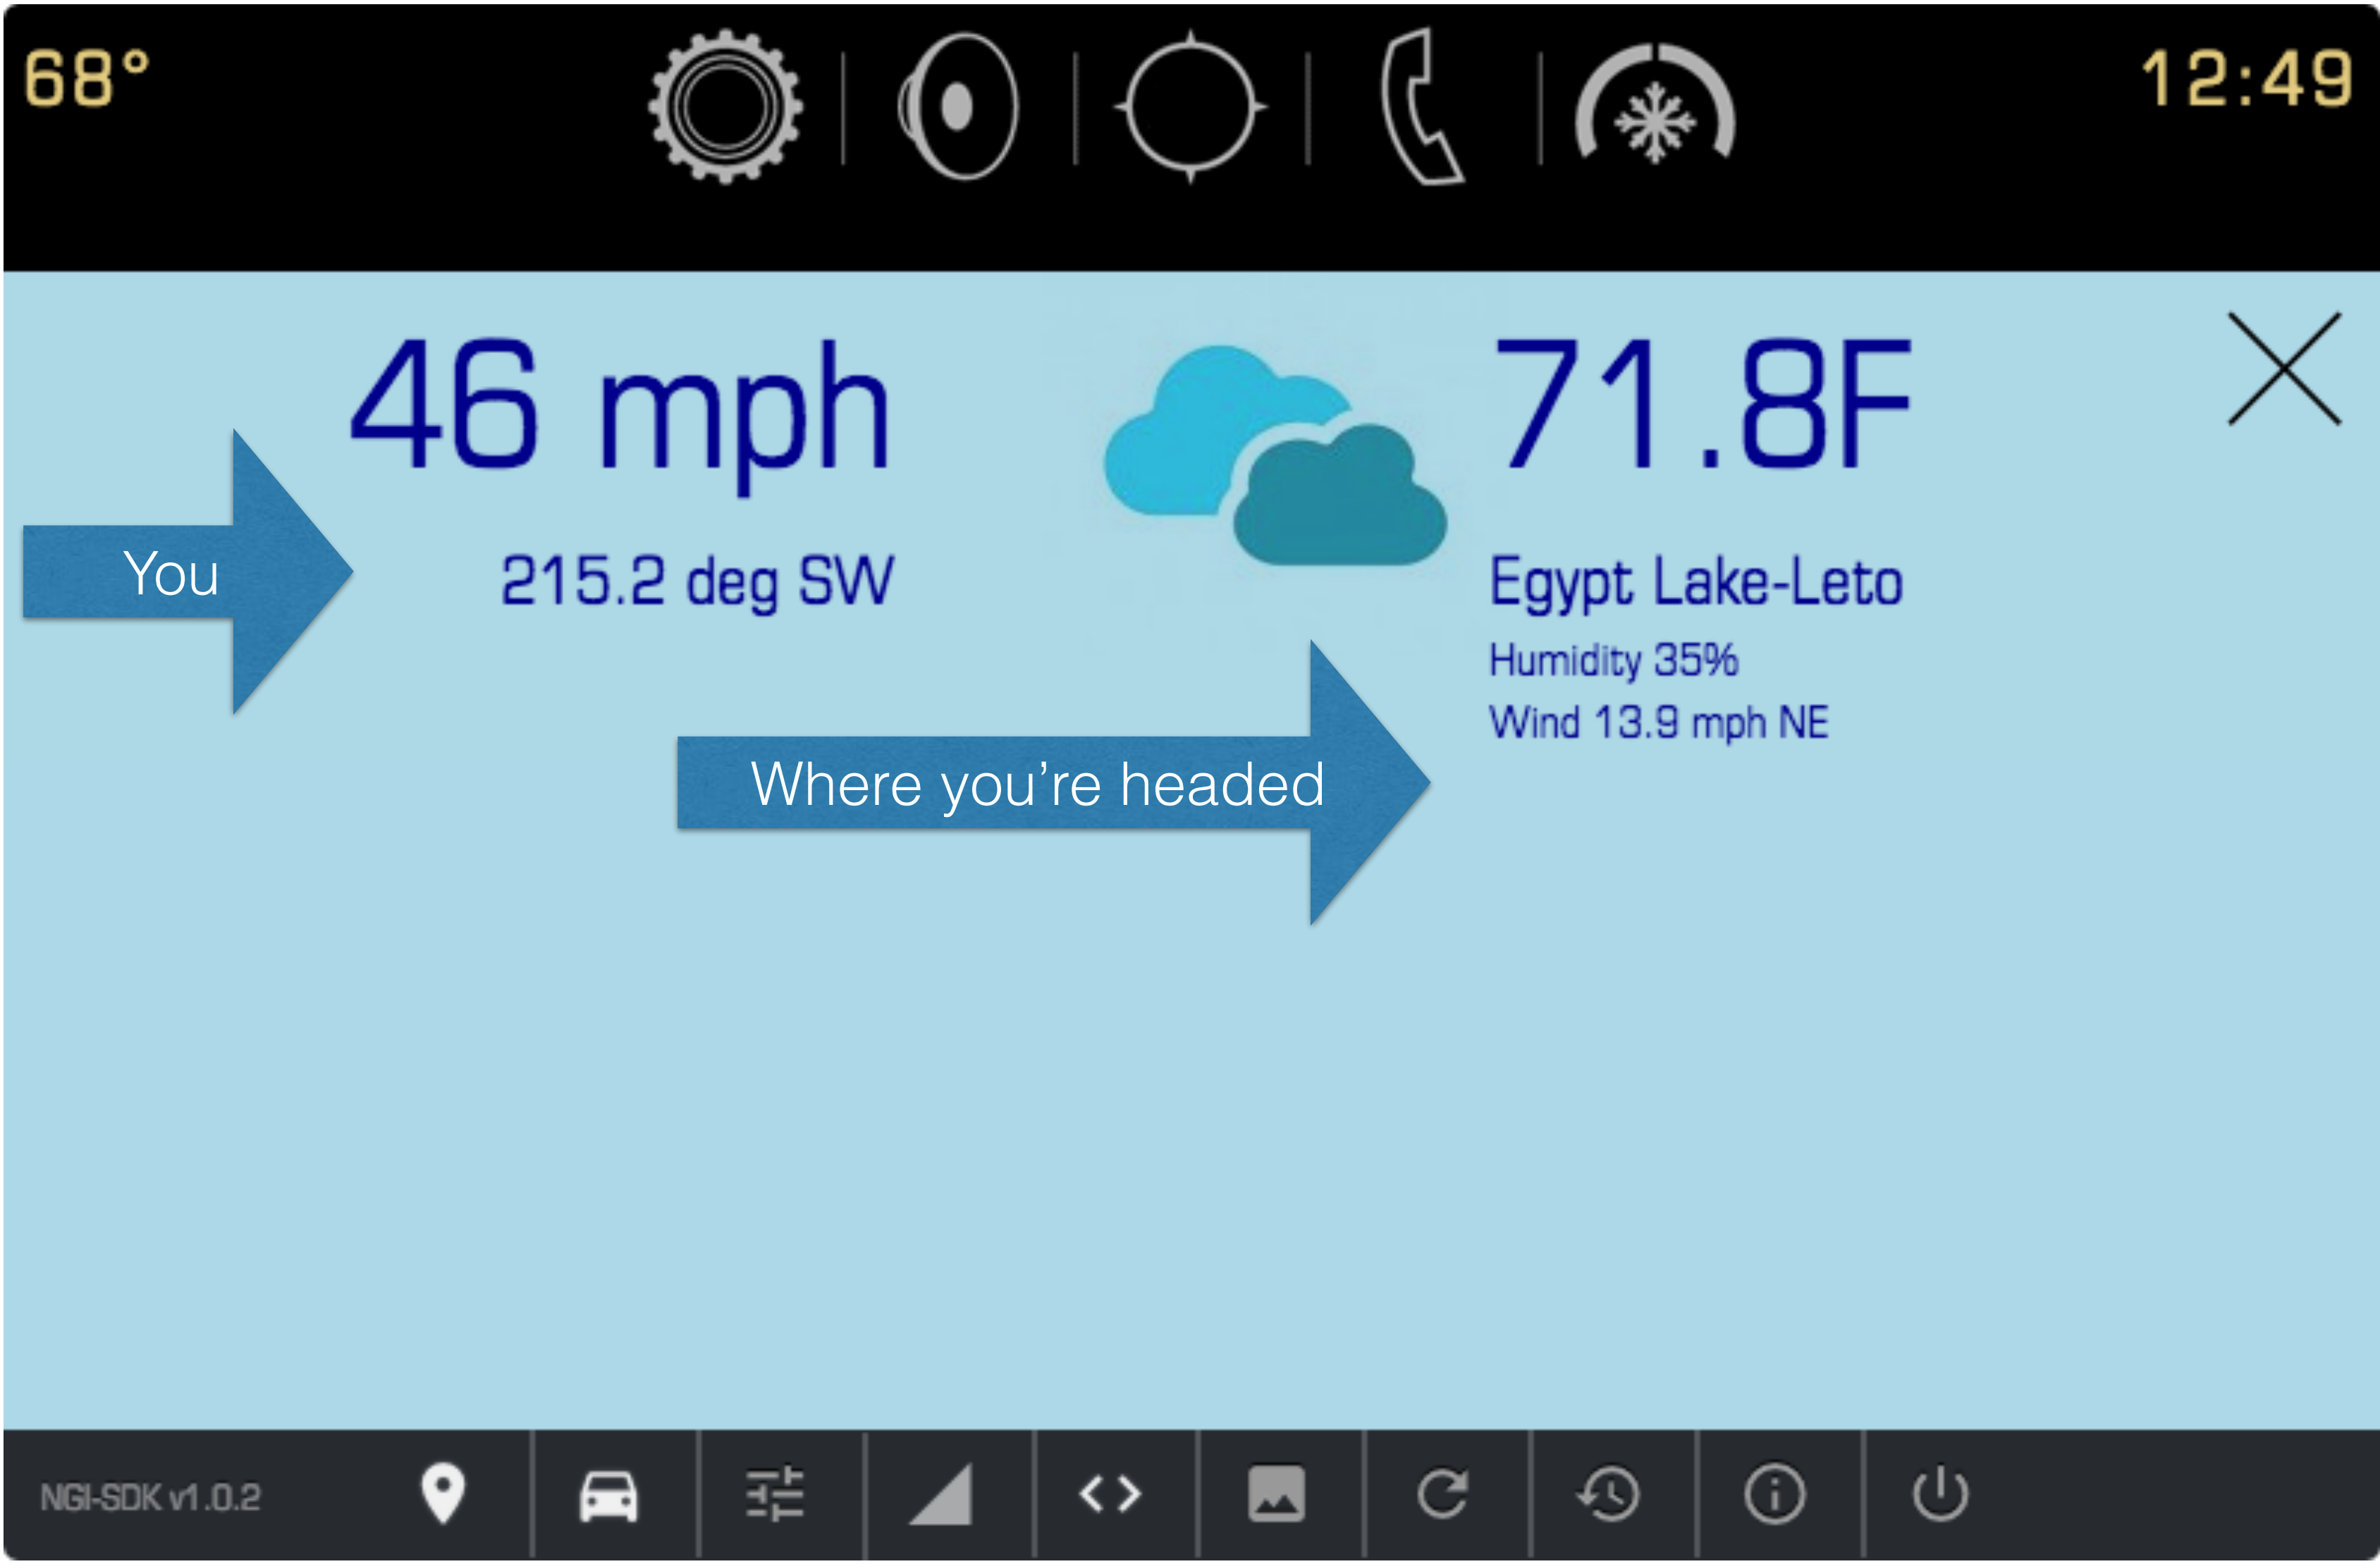 68°
12:49
46 mph
71.8F
You
215.2 deg SW
Egypt Lake-Leto
Humidity 35%
Wind 13.9 mph NE
Where you're headed
NGI-SDK v1.0.2